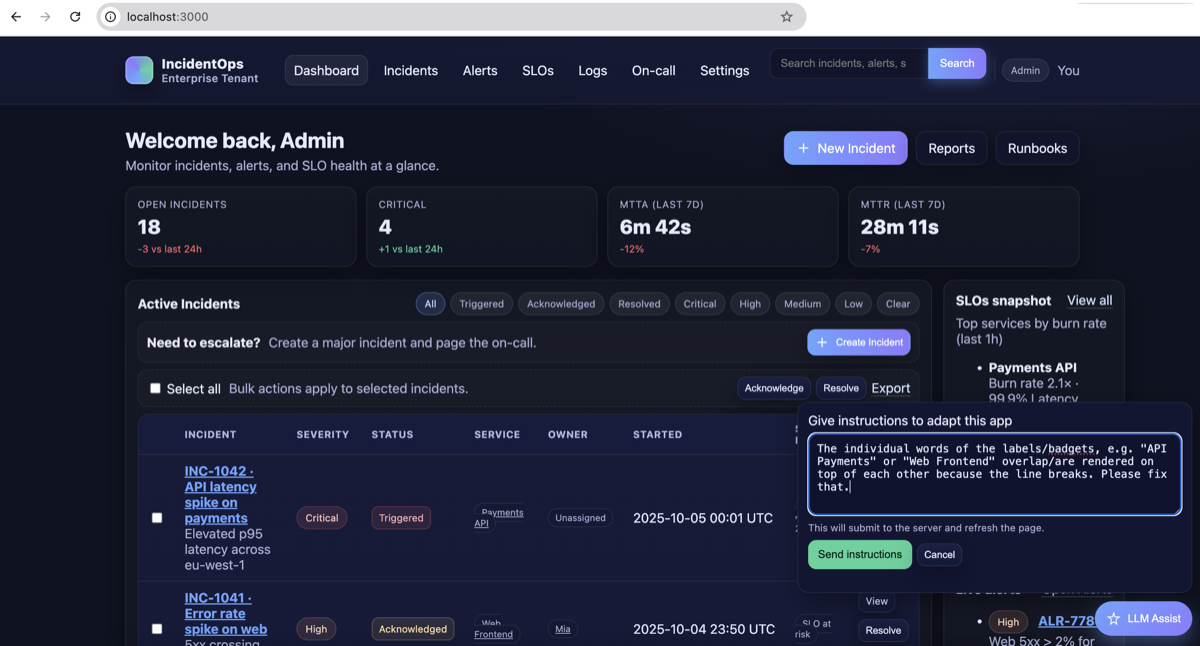 localhost:3000
IncidentOps
Enterprise Tenant
Dashboard
Incidents
Alerts
SLOs
Logs
On-call
Settings
Search incidents, alerts, s
Search
Admin
You
Welcome back, Admin
Monitor incidents, alerts, and SLO health at a glance.
+ New Incident
Reports
Runbooks
OPEN INCIDENTS
18
-3 vs last 24h
CRITICAL
4
+1 vs last 24h
MTTA (LAST 7D)
6m 42s
-12%
MTTR (LAST 7D)
28m 11s
-7%
Active Incidents
All
Triggered
Acknowledged
Resolved
Critical
High
Medium
Low
Clear
Need to escalate? Create a major incident and page the on-call.
+ Create Incident
Select all
Bulk actions apply to selected incidents.
Acknowledge
Resolve
Export
INCIDENT
SEVERITY
STATUS
SERVICE
OWNER
STARTED
INC-1042 ·
API latency
spike on
payments
Elevated p95
latency across
eu-west-1
Critical
Triggered
Payments
API
Unassigned
2025-10-05 00:01 UTC
INC-1041 ·
Error rate
spike on web
5xx crossing
High
Acknowledged
Web
Frontend
Mia
2025-10-04 23:50 UTC
SLO at
risk
View
Resolve
SLOs snapshot
View all
Top services by burn rate
(last 1h)
• Payments API
Burn rate 2.1× ·
99.9% Latency
Give instructions to adapt this app
The individual words of the labels/badgets, e.g. "API
Payments" or "Web Frontend" overlap/are rendered on
top of each other because the line breaks. Please fix
that.
This will submit to the server and refresh the page.
Send instructions
Cancel
• High
ALR-778
Web 5xx > 2% for
LLM Assist